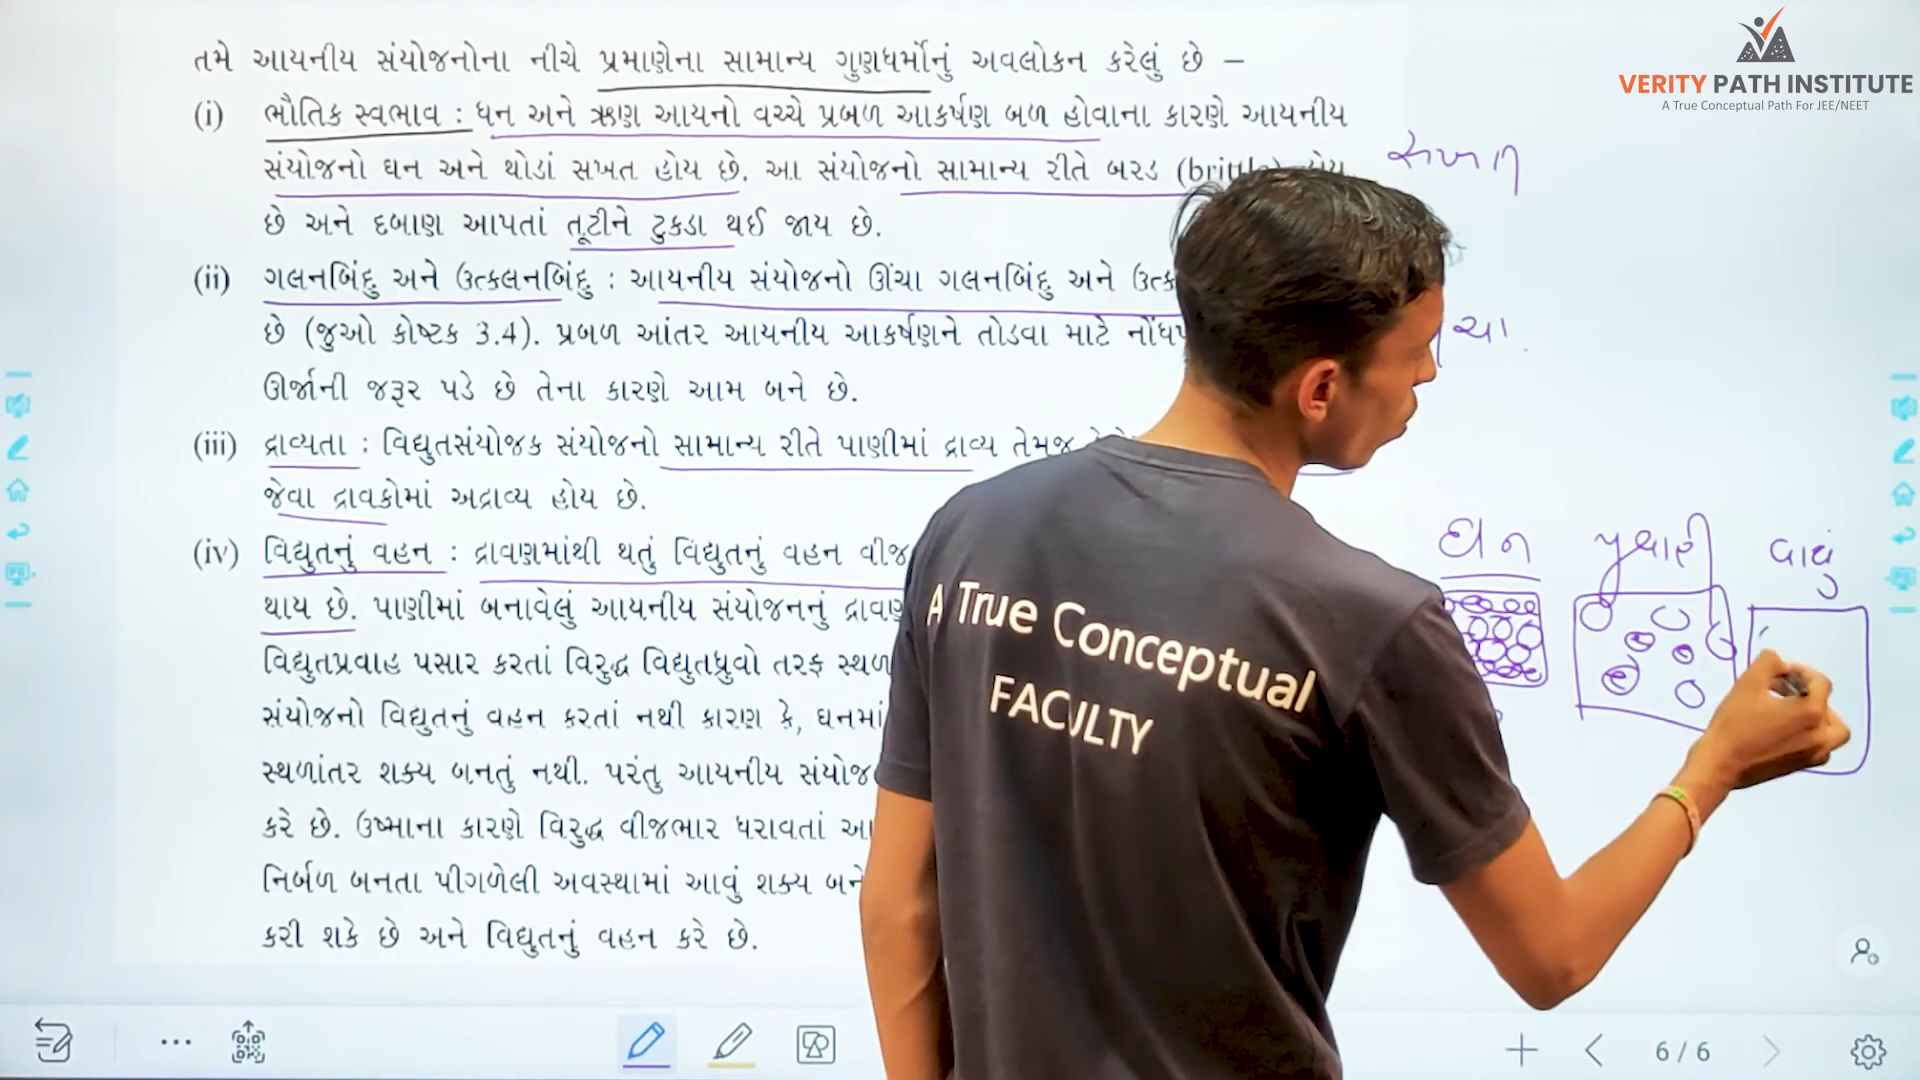 તમે આયનીય સંયોજનોના નીચે પ્રમાણેના સામાન્ય ગુણધર્મોનું અવલોકન કરેલું છે –
(i) ભૌતિક સ્વભાવ : ધન અને ઋણ આયનો વચ્ચે પ્રબળ આકર્ષણ બળ હોવાના કારણે આયનીય
સંયોજનો ઘન અને થોડાં સખત હોય છે. આ સંયોજનો સામાન્ય રીતે બરડ
છે અને દબાણ આપતાં તૂટીને ટુકડા થઈ જાય છે.
(ii) ગલનબિંદુ અને ઉત્કલનબિંદુ : આયનીય સંયોજનો ઊંચા ગલનબિંદુ અને
છે (જુઓ કોષ્ટક 3.4). પ્રબળ આંતર આયનીય આકર્ષણને તોડવા માટે
ઊર્જાની જરૂર પડે છે તેના કારણે આમ બને છે.
(iii) દ્રાવ્યતા : વિદ્યુતસંયોજક સંયોજનો સામાન્ય રીતે પાણીમાં દ્રાવ્ય તેમજ
જેવા દ્રાવકોમાં અદ્રાવ્ય હોય છે.
(iv) વિદ્યુતનું વહન : દ્રાવણમાંથી થતું વિદ્યુતનું વહન
થાય છે. પાણીમાં બનાવેલું આયનીય સંયોજનનું
વિદ્યુતપ્રવાહ પસાર કરતાં વિરુદ્ધ વિદ્યુતધ્રુવો તરફ
સંયોજનો વિદ્યુતનું વહન કરતાં નથી કારણ કે, ઘનમાં
સ્થળાંતર શક્ય બનતું નથી. પરંતુ આયનીય
કરે છે. ઉષ્માના કારણે વિરુદ્ધ વીજભાર ધરાવતાં
નિર્બળ બનતા પીગળેલી અવસ્થામાં આવું શક્ય બને
કરી શકે છે અને વિદ્યુતનું વહન કરે છે.
સખત
ઘન પ્રવાહી વાયુ
A True Conceptual
FACULTY
VERITY PATH INSTITUTE
A True Conceptual Path For JEE/NEET
6 / 6